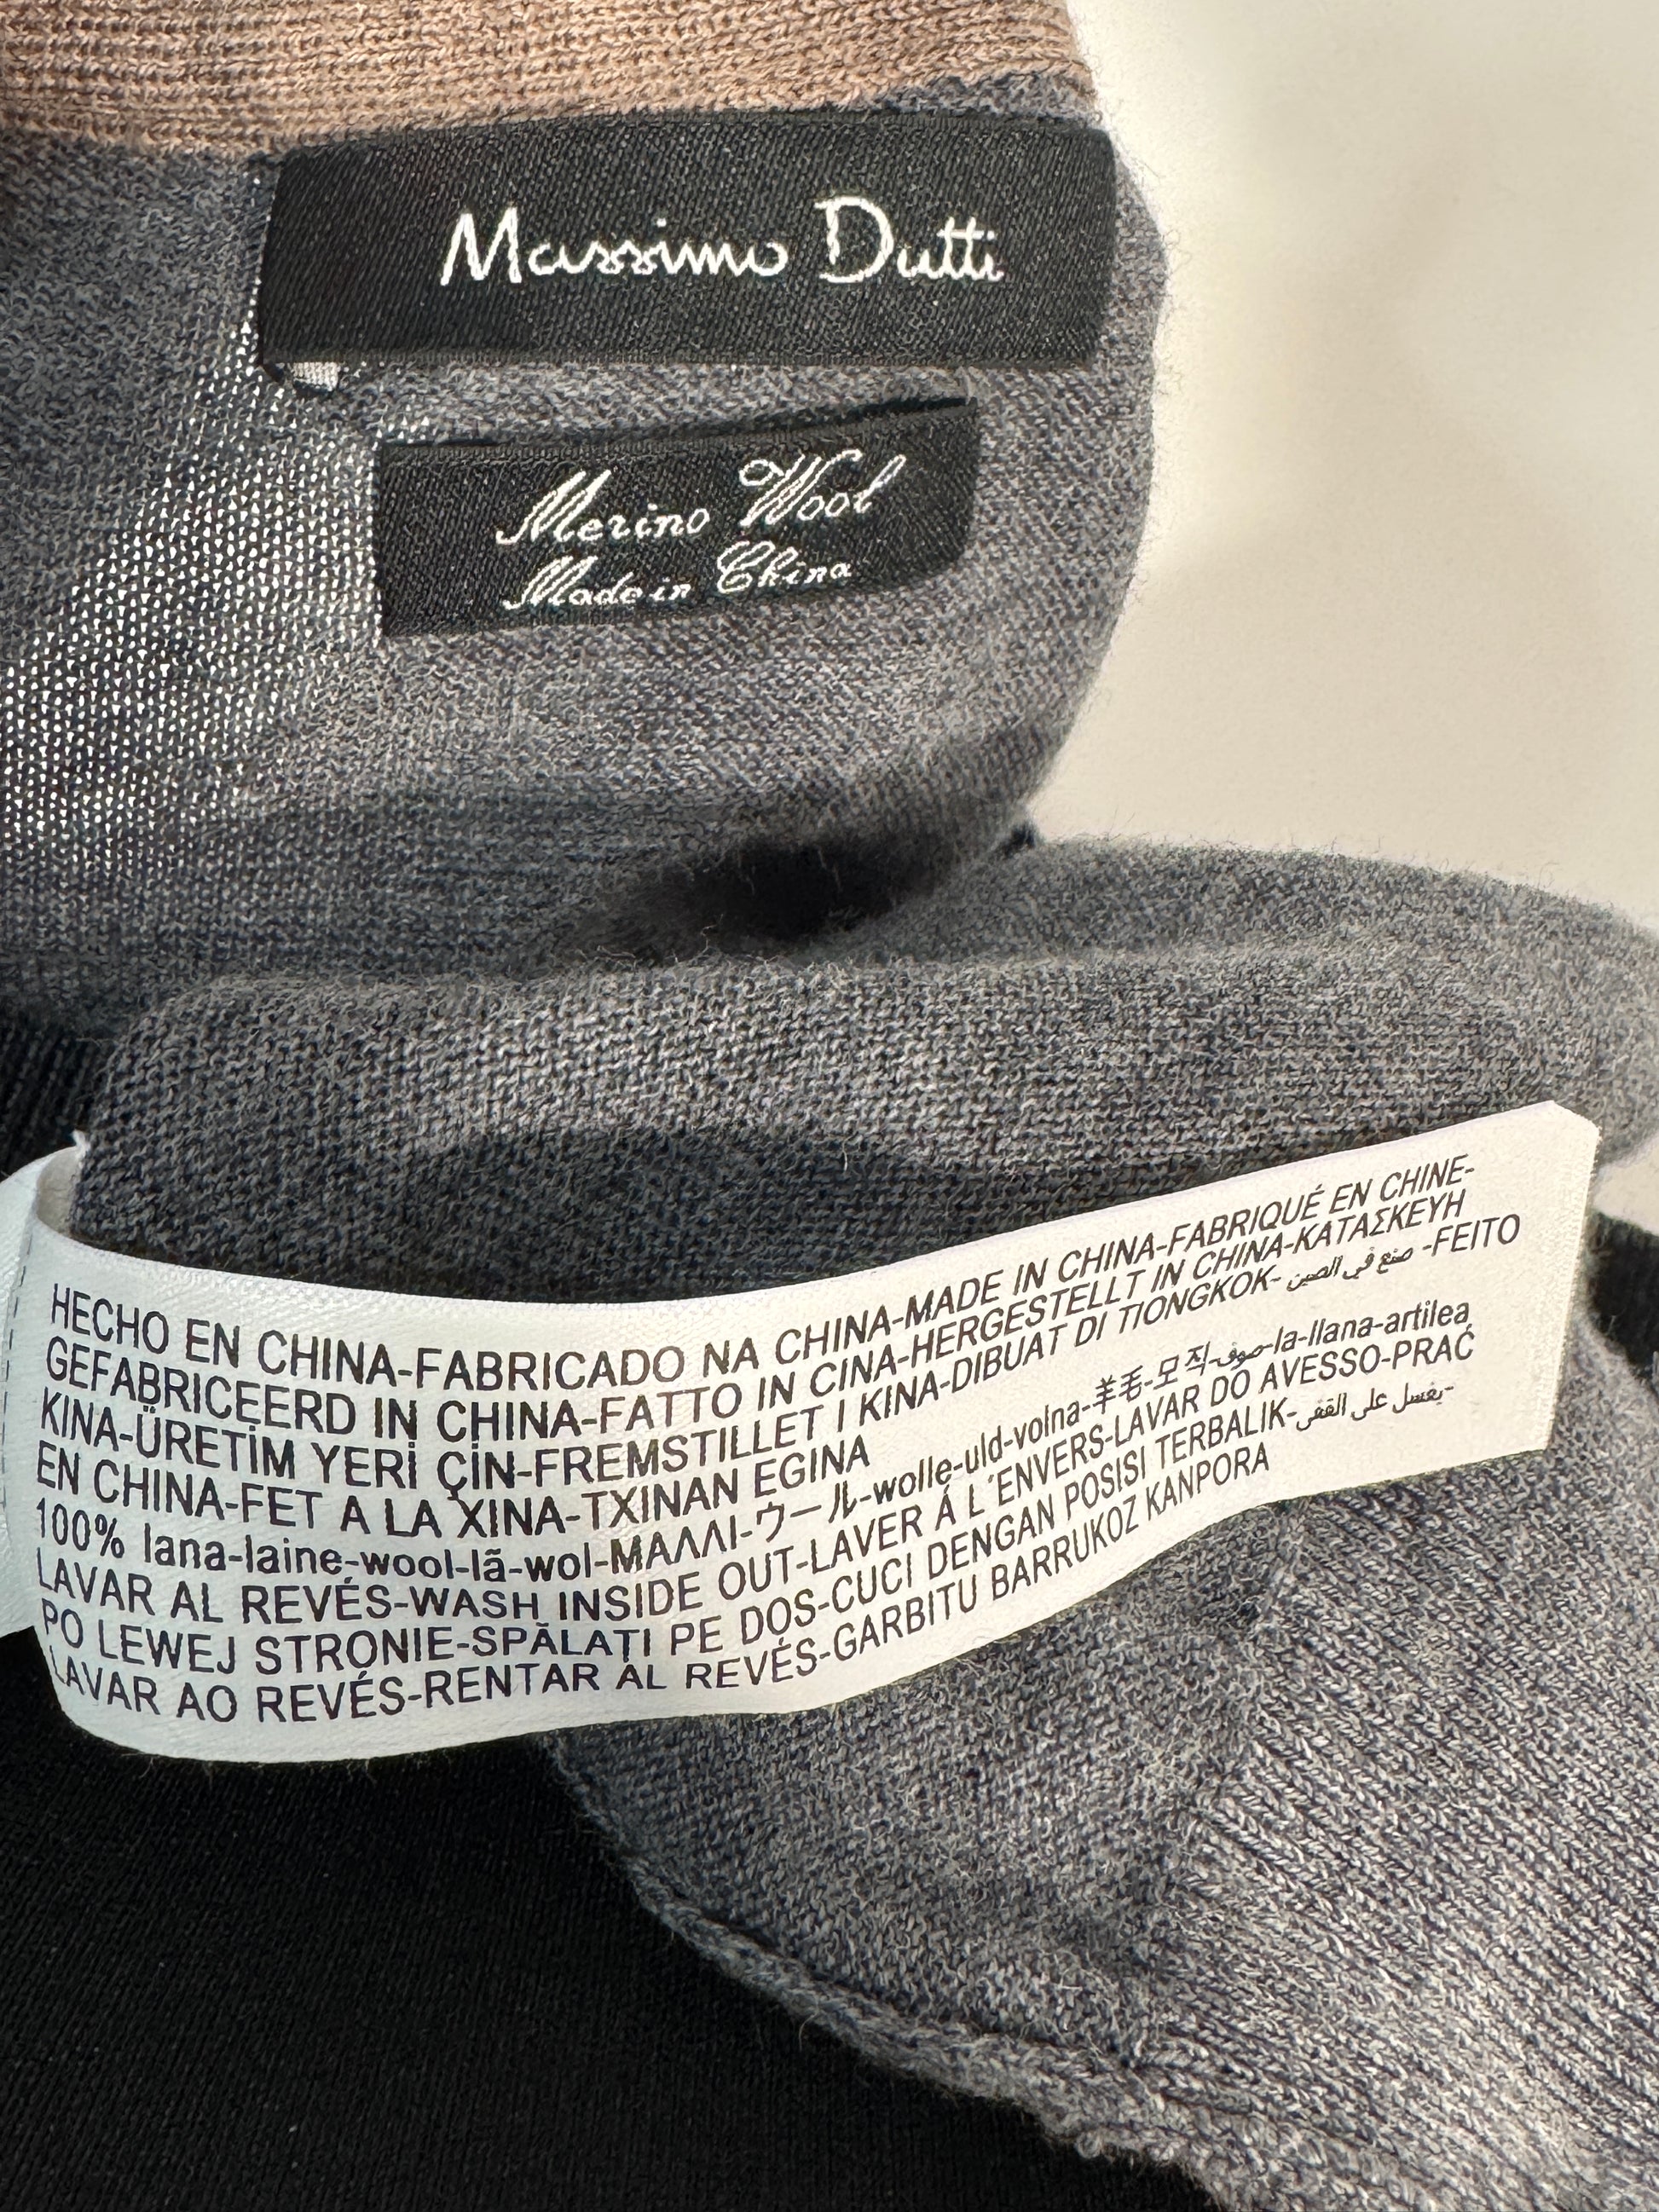 Massimo Dutti
Merino Wool
Made in China
HECHO EN CHINA-FABRICADO NA CHINA-MADE IN CHINA-FABRIQUÉ EN CHINE-
GEFABRICEERD IN CHINA-FATTO IN CINA-HERGESTELLT IN CHINA-ΚΑΤΑΣΚΕΥΗ
KINA-ÜRETİM YERİ ÇİN-FREMSTILLET I KINA-DIBUAT DI TIONGKOK- صنع في الصين -FEITO
EN CHINA-FET A LA XINA-TXINAN EGINA
100% lana-laine-wool-lã-wol-ΜΑΛΛΙ-ウール-wolle-uld-volna-羊毛-모직-صوف-la-llana-artilea
LAVAR AL REVÉS-WASH INSIDE OUT-LAVER Á L´ENVERS-LAVAR DO AVESSO-PRAĆ
PO LEWEJ STRONIE-SPĂLAŢI PE DOS-CUCI DENGAN POSISI TERBALIK-يغسل على القفى-
LAVAR AO REVÉS-RENTAR AL REVÉS-GARBITU BARRUKOZ KANPORA